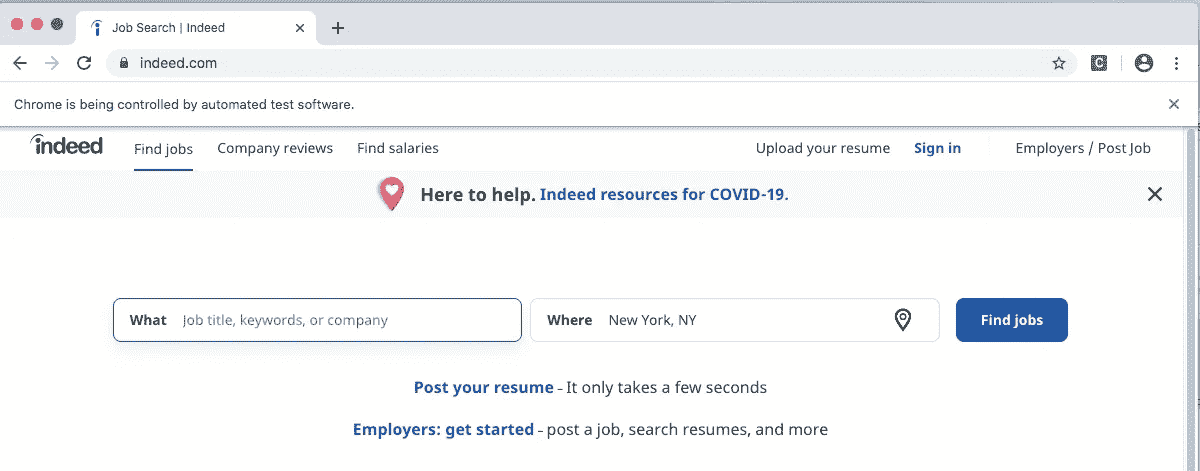 Job Search | Indeed
indeed.com
Chrome is being controlled by automated test software.
indeed Find jobs Company reviews Find salaries Upload your resume Sign in Employers / Post Job
Here to help. Indeed resources for COVID-19.
What Job title, keywords, or company Where New York, NY Find jobs
Post your resume - It only takes a few seconds
Employers: get started - post a job, search resumes, and more